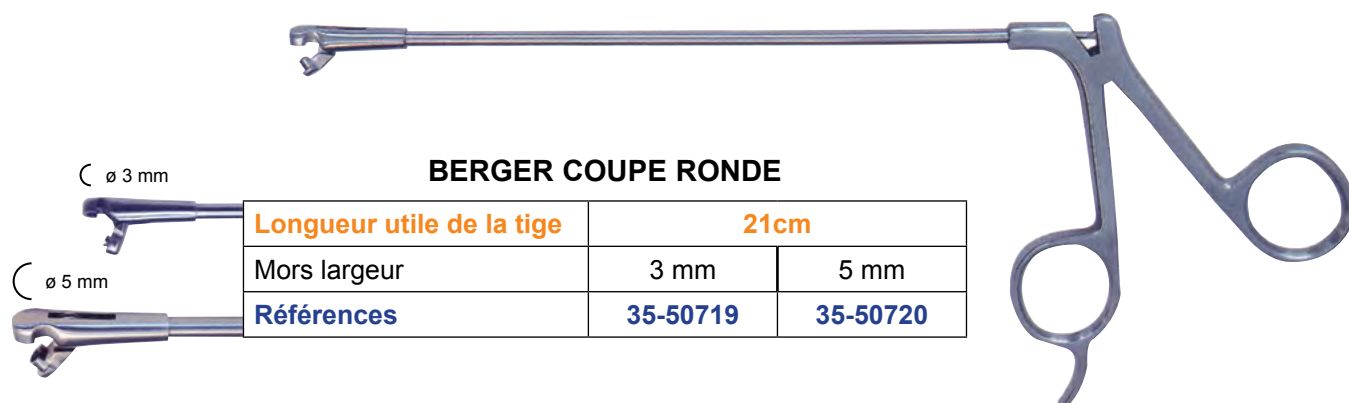 BERGER COUPE RONDE
ø 3 mm
ø 5 mm
Longueur utile de la tige 21cm
Mors largeur 3 mm 5 mm
Références 35-50719 35-50720